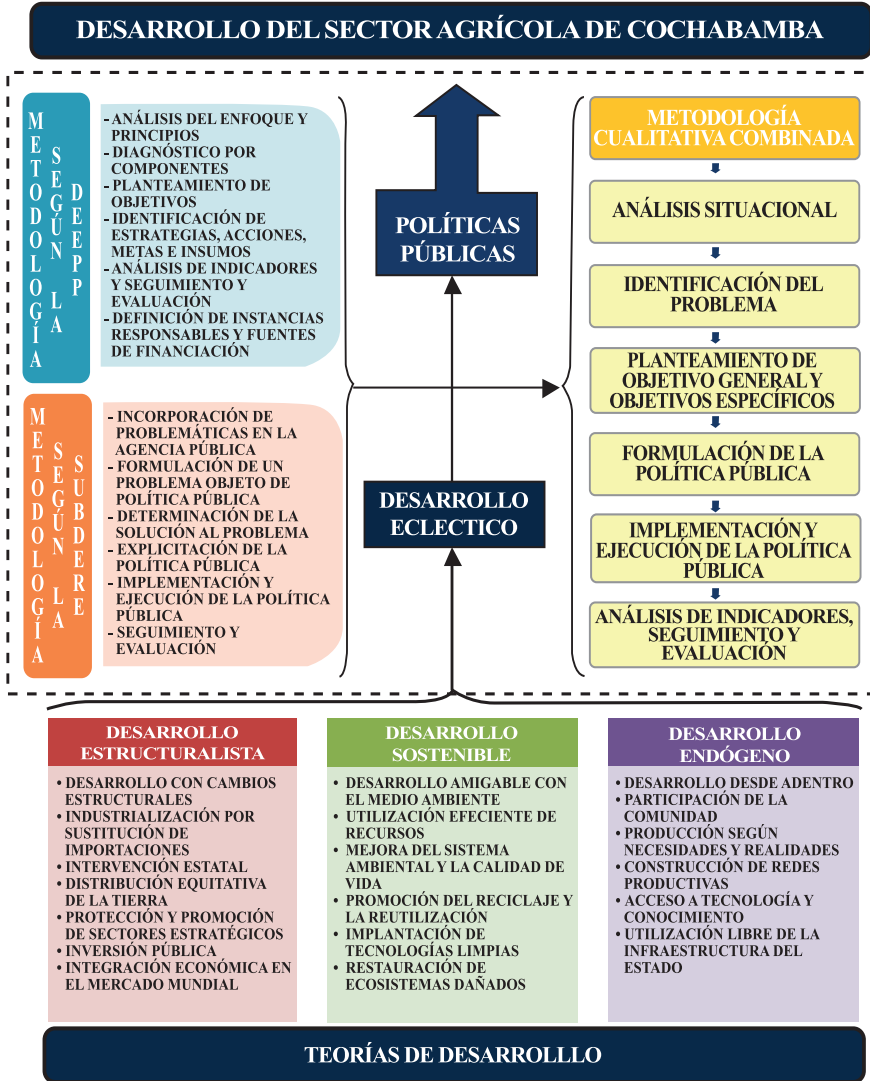 DESARROLLO DEL SECTOR AGRÍCOLA DE COCHABAMBA
METODOLOGÍA
SEGÚN LA
DEEPP
- ANÁLISIS DEL ENFOQUE Y
PRINCIPIOS
- DIAGNÓSTICO POR
COMPONENTES
- PLANTEAMIENTO DE
OBJETIVOS
- IDENTIFICACIÓN DE
ESTRATEGIAS, ACCIONES,
METAS E INSUMOS
- ANÁLISIS DE INDICADORES
Y SEGUIMIENTO Y
EVALUACIÓN
- DEFINICIÓN DE INSTANCIAS
RESPONSABLES Y FUENTES
DE FINANCIACIÓN
METODOLOGÍA
SEGÚN LA
SUBDERE
- INCORPORACIÓN DE
PROBLEMÁTICAS EN LA
AGENCIA PÚBLICA
- FORMULACIÓN DE UN
PROBLEMA OBJETO DE
POLÍTICA PÚBLICA
- DETERMINACIÓN DE LA
SOLUCIÓN AL PROBLEMA
- EXPLICITACIÓN DE LA
POLÍTICA PÚBLICA
- IMPLEMENTACIÓN Y
EJECUCIÓN DE LA POLÍTICA
PÚBLICA
- SEGUIMIENTO Y
EVALUACIÓN
POLÍTICAS
PÚBLICAS
DESARROLLO
ECLECTICO
METODOLOGÍA
CUALITATIVA COMBINADA
ANÁLISIS SITUACIONAL
IDENTIFICACIÓN DEL
PROBLEMA
PLANTEAMIENTO DE
OBJETIVO GENERAL Y
OBJETIVOS ESPECÍFICOS
FORMULACIÓN DE LA
POLÍTICA PÚBLICA
IMPLEMENTACIÓN Y
EJECUCIÓN DE LA POLÍTICA
PÚBLICA
ANÁLISIS DE INDICADORES,
SEGUIMIENTO Y
EVALUACIÓN
DESARROLLO
ESTRUCTURALISTA
• DESARROLLO CON CAMBIOS
ESTRUCTURALES
• INDUSTRIALIZACIÓN POR
SUSTITUCIÓN DE
IMPORTACIONES
• INTERVENCIÓN ESTATAL
• DISTRIBUCIÓN EQUITATIVA
DE LA TIERRA
• PROTECCIÓN Y PROMOCIÓN
DE SECTORES ESTRATÉGICOS
• INVERSIÓN PÚBLICA
• INTEGRACIÓN ECONÓMICA EN
EL MERCADO MUNDIAL
DESARROLLO
SOSTENIBLE
• DESARROLLO AMIGABLE CON
EL MEDIO AMBIENTE
• UTILIZACIÓN EFECIENTE DE
RECURSOS
• MEJORA DEL SISTEMA
AMBIENTAL Y LA CALIDAD DE
VIDA
• PROMOCIÓN DEL RECICLAJE Y
LA REUTILIZACIÓN
• IMPLANTACIÓN DE
TECNOLOGÍAS LIMPIAS
• RESTAURACIÓN DE
ECOSISTEMAS DAÑADOS
DESARROLLO
ENDÓGENO
• DESARROLLO DESDE ADENTRO
• PARTICIPACIÓN DE LA
COMUNIDAD
• PRODUCCIÓN SEGÚN
NECESIDADES Y REALIDADES
• CONSTRUCCIÓN DE REDES
PRODUCTIVAS
• ACCESO A TECNOLOGÍA Y
CONOCIMIENTO
• UTILIZACIÓN LIBRE DE LA
INFRAESTRUCTURA DEL
ESTADO
TEORÍAS DE DESARROLLLO